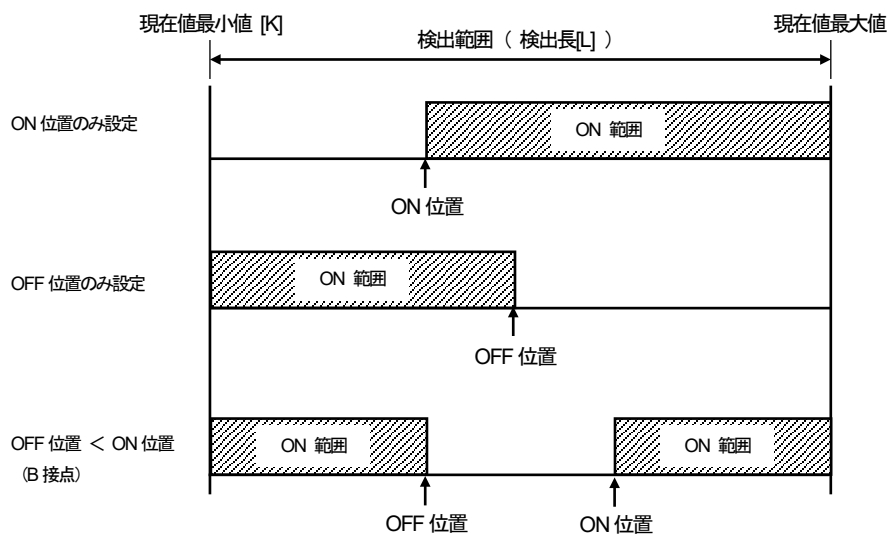 現在値最小値 [K]
現在値最大値
検出範囲（ 検出長[L] ）
ON 位置のみ設定
ON 範囲
ON 位置
OFF 位置のみ設定
ON 範囲
OFF 位置
OFF 位置 ＜ ON 位置
（B 接点）
ON 範囲
ON 範囲
OFF 位置
ON 位置